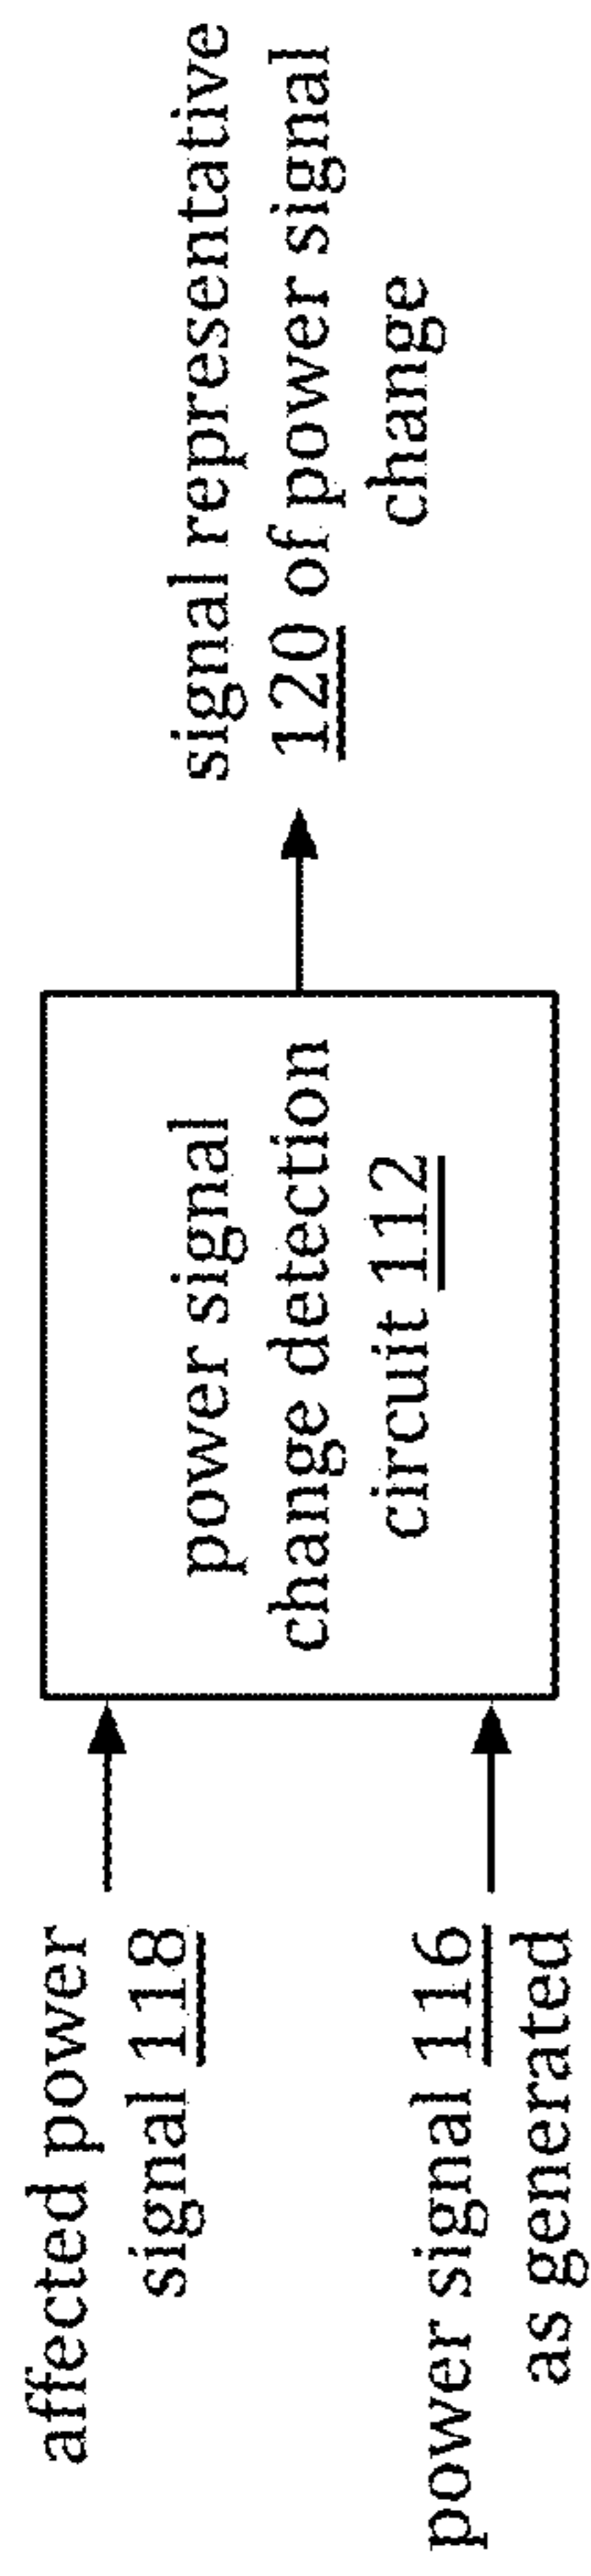 affected power
signal 118
power signal 116
as generated
power signal
change detection
circuit 112
signal representative
120 of power signal
change